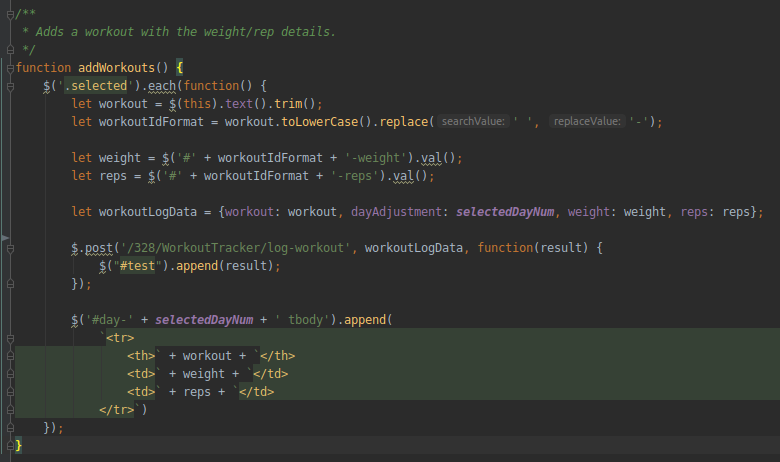 /**
 * Adds a workout with the weight/rep details.
 */
function addWorkouts() {
    $('.selected').each(function() {
        let workout = $(this).text().trim();
        let workoutIdFormat = workout.toLowerCase().replace( searchValue: ' ', replaceValue: '-');

        let weight = $('#' + workoutIdFormat + '-weight').val();
        let reps = $('#' + workoutIdFormat + '-reps').val();

        let workoutLogData = {workout: workout, dayAdjustment: selectedDayNum, weight: weight, reps: reps};

        $.post('/328/WorkoutTracker/log-workout', workoutLogData, function(result) {
            $("#test").append(result);
        });

        $('#day-' + selectedDayNum + ' tbody').append(
            `<tr>
                <th>` + workout + `</th>
                <td>` + weight + `</td>
                <td>` + reps + `</td>
            </tr>`)
    });
}